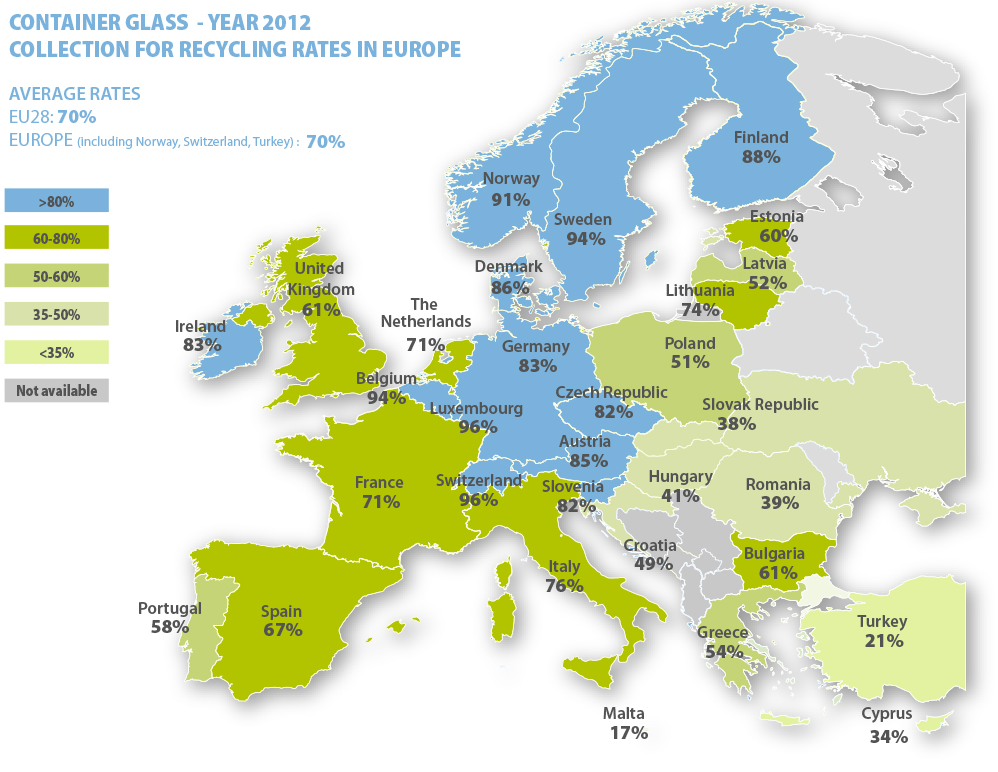 CONTAINER GLASS - YEAR 2012
COLLECTION FOR RECYCLING RATES IN EUROPE
AVERAGE RATES
EU28: 70%
EUROPE (including Norway, Switzerland, Turkey) : 70%
>80%
60-80%
50-60%
35-50%
<35%
Not available
Finland
88%
Norway
91%
Sweden
94%
Estonia
60%
Latvia
52%
Lithuania
74%
Denmark
86%
United
Kingdom
61%
Ireland
83%
The
Netherlands
71%
Germany
83%
Poland
51%
Belgium
94%
Luxembourg
96%
Czech Republic
82%
Slovak Republic
38%
Austria
85%
France
71%
Switzerland
96%
Slovenia
82%
Hungary
41%
Romania
39%
Croatia
49%
Bulgaria
61%
Italy
76%
Portugal
58%
Spain
67%
Greece
54%
Turkey
21%
Malta
17%
Cyprus
34%